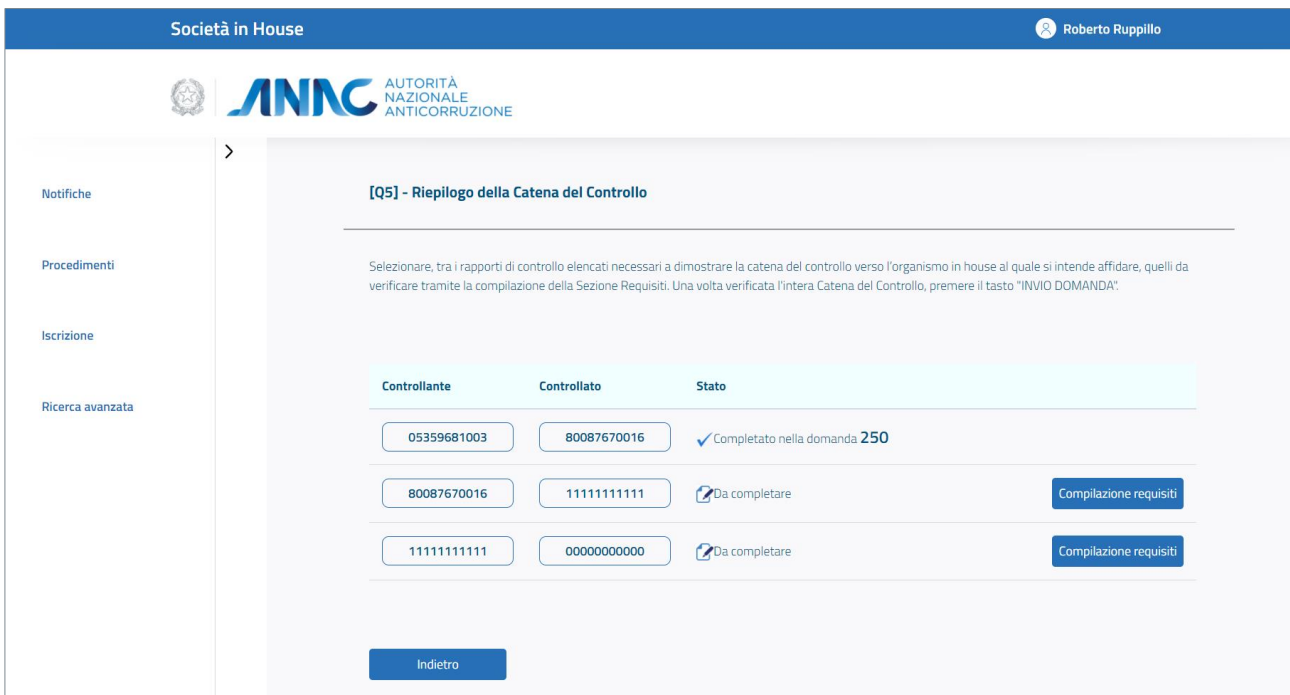 Società in House
Roberto Ruppillo
ANAC
AUTORITÀ
NAZIONALE
ANTICORRUZIONE
Notifiche
Procedimenti
Iscrizione
Ricerca avanzata
[Q5] - Riepilogo della Catena del Controllo
Selezionare, tra i rapporti di controllo elencati necessari a dimostrare la catena del controllo verso l'organismo in house al quale si intende affidare, quelli da
verificare tramite la compilazione della Sezione Requisiti. Una volta verificata l'intera Catena del Controllo, premere il tasto "INVIO DOMANDA".
Controllante Controllato Stato
05359681003 80087670016 Completato nella domanda 250
80087670016 11111111111 Da completare Compilazione requisiti
11111111111 00000000000 Da completare Compilazione requisiti
Indietro